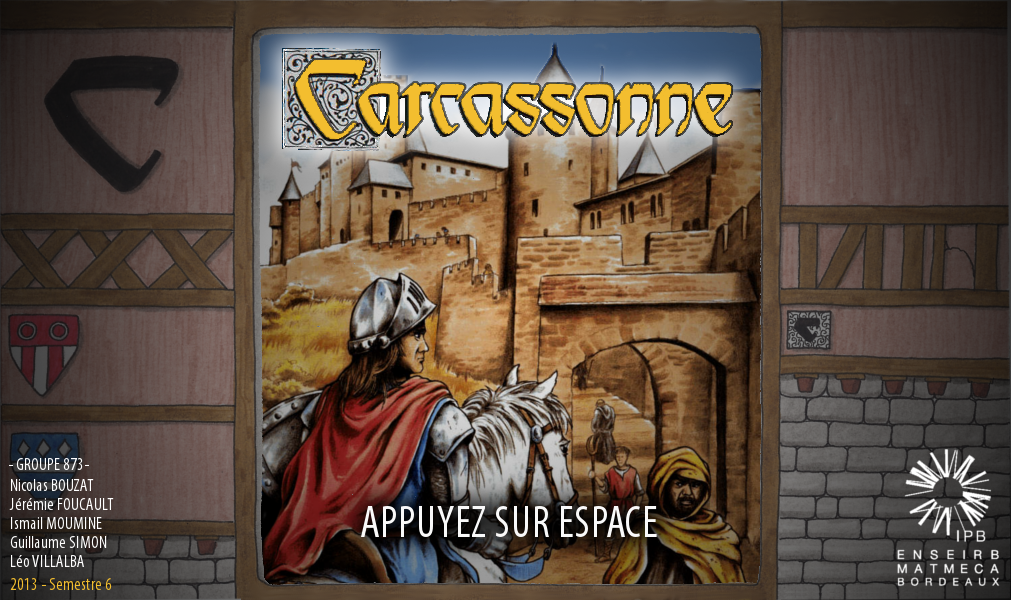 Carcassonne
APPUYEZ SUR ESPACE
- GROUPE 873-
Nicolas BOUZAT
Jérémie FOUCAULT
Ismail MOUMINE
Guillaume SIMON
Léo VILLALBA
2013 - Semestre 6
IPB
ENSEIRB
MATMECA
BORDEAUX